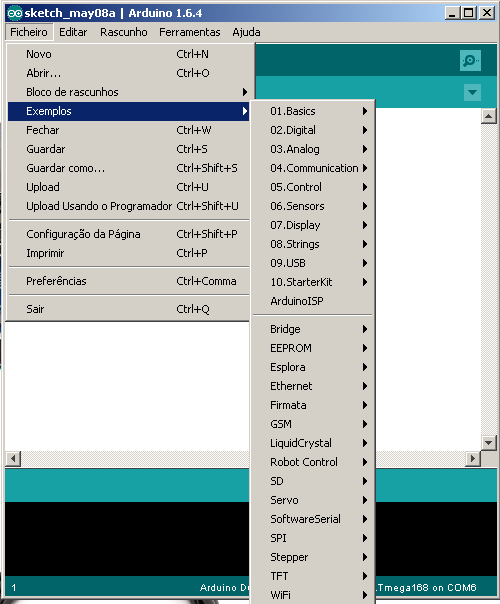 sketch_may08a | Arduino 1.6.4
Ficheiro Editar Rascunho Ferramentas Ajuda
Novo Ctrl+N
Abrir... Ctrl+O
Bloco de rascunhos
Exemplos
Fechar Ctrl+W
Guardar Ctrl+S
Guardar como... Ctrl+Shift+S
Upload Ctrl+U
Upload Usando o Programador Ctrl+Shift+U
Configuração da Página Ctrl+Shift+P
Imprimir Ctrl+P
Preferências Ctrl+Comma
Sair Ctrl+Q
01.Basics
02.Digital
03.Analog
04.Communication
05.Control
06.Sensors
07.Display
08.Strings
09.USB
10.StarterKit
ArduinoISP
Bridge
EEPROM
Esplora
Ethernet
Firmata
GSM
LiquidCrystal
Robot Control
SD
Servo
SoftwareSerial
SPI
Stepper
TFT
WiFi
1 Arduino D Tmega168 on COM6